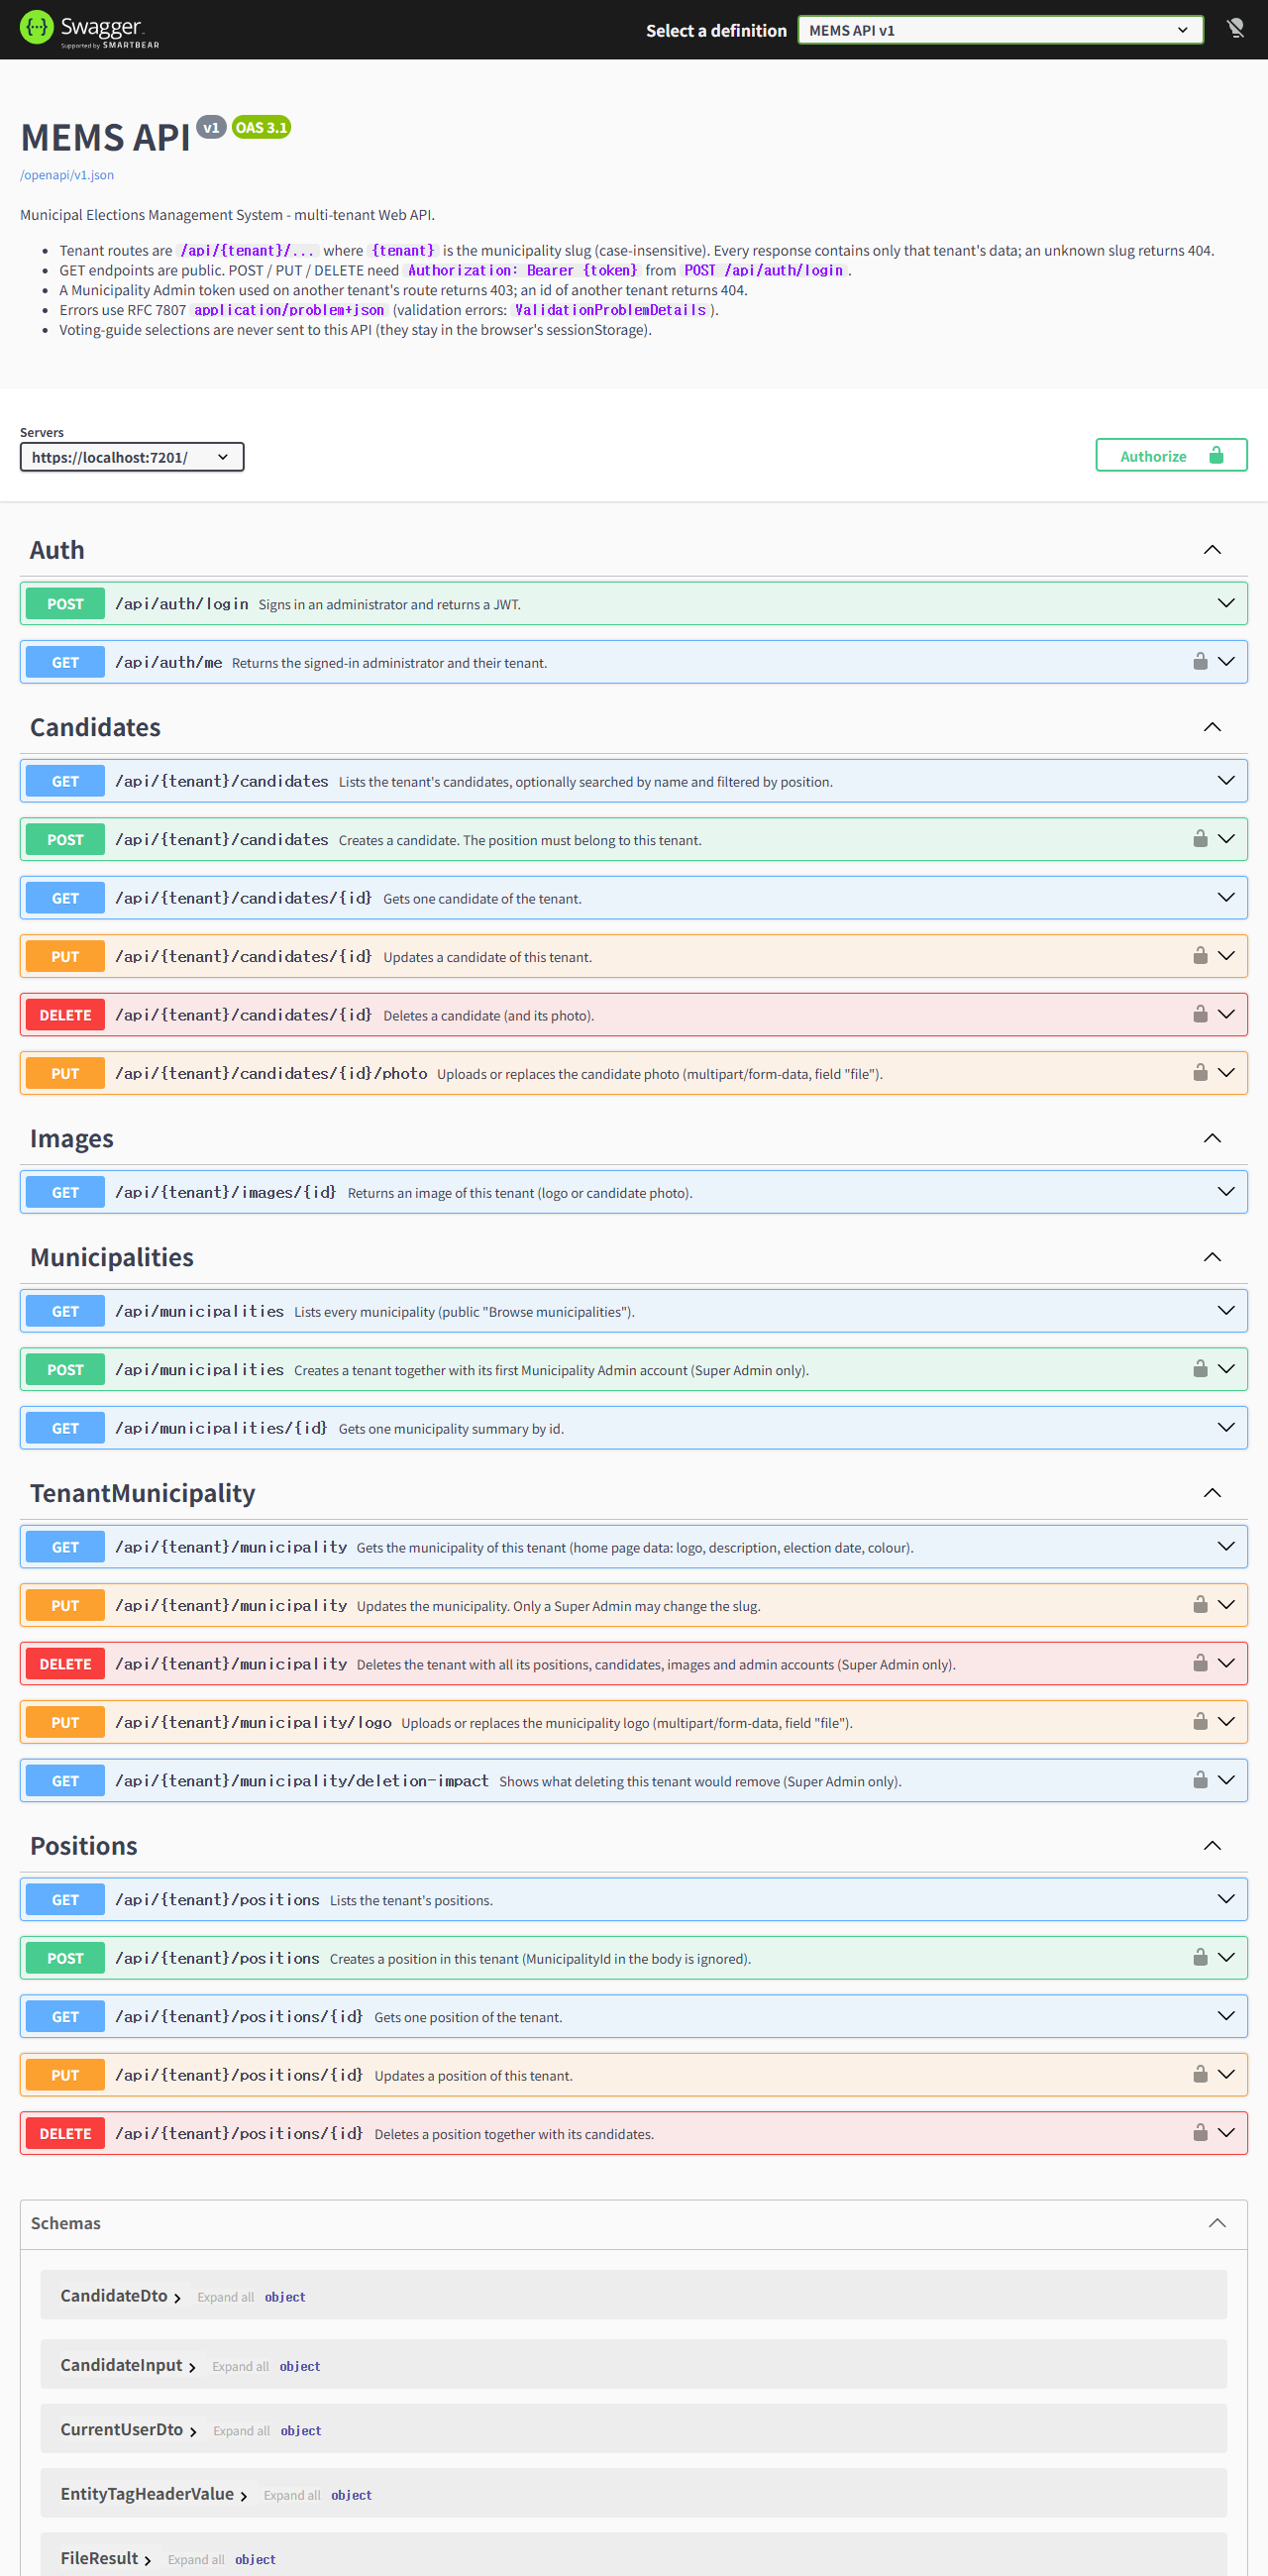 Swagger
Supported by SMARTBEAR
Select a definition
MEMS API v1
MEMS API v1 OAS 3.1
/openapi/v1.json
Municipal Elections Management System - multi-tenant Web API.
• Tenant routes are /api/{tenant}/... where {tenant} is the municipality slug (case-insensitive). Every response contains only that tenant's data; an unknown slug returns 404.
• GET endpoints are public. POST / PUT / DELETE need Authorization: Bearer {token} from POST /api/auth/login.
• A Municipality Admin token used on another tenant's route returns 403; an id of another tenant returns 404.
• Errors use RFC 7807 application/problem+json (validation errors: ValidationProblemDetails).
• Voting-guide selections are never sent to this API (they stay in the browser's sessionStorage).
Servers
https://localhost:7201/
Authorize
Auth
POST /api/auth/login Signs in an administrator and returns a JWT.
GET /api/auth/me Returns the signed-in administrator and their tenant.
Candidates
GET /api/{tenant}/candidates Lists the tenant's candidates, optionally searched by name and filtered by position.
POST /api/{tenant}/candidates Creates a candidate. The position must belong to this tenant.
GET /api/{tenant}/candidates/{id} Gets one candidate of the tenant.
PUT /api/{tenant}/candidates/{id} Updates a candidate of this tenant.
DELETE /api/{tenant}/candidates/{id} Deletes a candidate (and its photo).
PUT /api/{tenant}/candidates/{id}/photo Uploads or replaces the candidate photo (multipart/form-data, field "file").
Images
GET /api/{tenant}/images/{id} Returns an image of this tenant (logo or candidate photo).
Municipalities
GET /api/municipalities Lists every municipality (public "Browse municipalities").
POST /api/municipalities Creates a tenant together with its first Municipality Admin account (Super Admin only).
GET /api/municipalities/{id} Gets one municipality summary by id.
TenantMunicipality
GET /api/{tenant}/municipality Gets the municipality of this tenant (home page data: logo, description, election date, colour).
PUT /api/{tenant}/municipality Updates the municipality. Only a Super Admin may change the slug.
DELETE /api/{tenant}/municipality Deletes the tenant with all its positions, candidates, images and admin accounts (Super Admin only).
PUT /api/{tenant}/municipality/logo Uploads or replaces the municipality logo (multipart/form-data, field "file").
GET /api/{tenant}/municipality/deletion-impact Shows what deleting this tenant would remove (Super Admin only).
Positions
GET /api/{tenant}/positions Lists the tenant's positions.
POST /api/{tenant}/positions Creates a position in this tenant (MunicipalityId in the body is ignored).
GET /api/{tenant}/positions/{id} Gets one position of the tenant.
PUT /api/{tenant}/positions/{id} Updates a position of this tenant.
DELETE /api/{tenant}/positions/{id} Deletes a position together with its candidates.
Schemas
CandidateDto Expand all object
CandidateInput Expand all object
CurrentUserDto Expand all object
EntityTagHeaderValue Expand all object
FileResult Expand all object